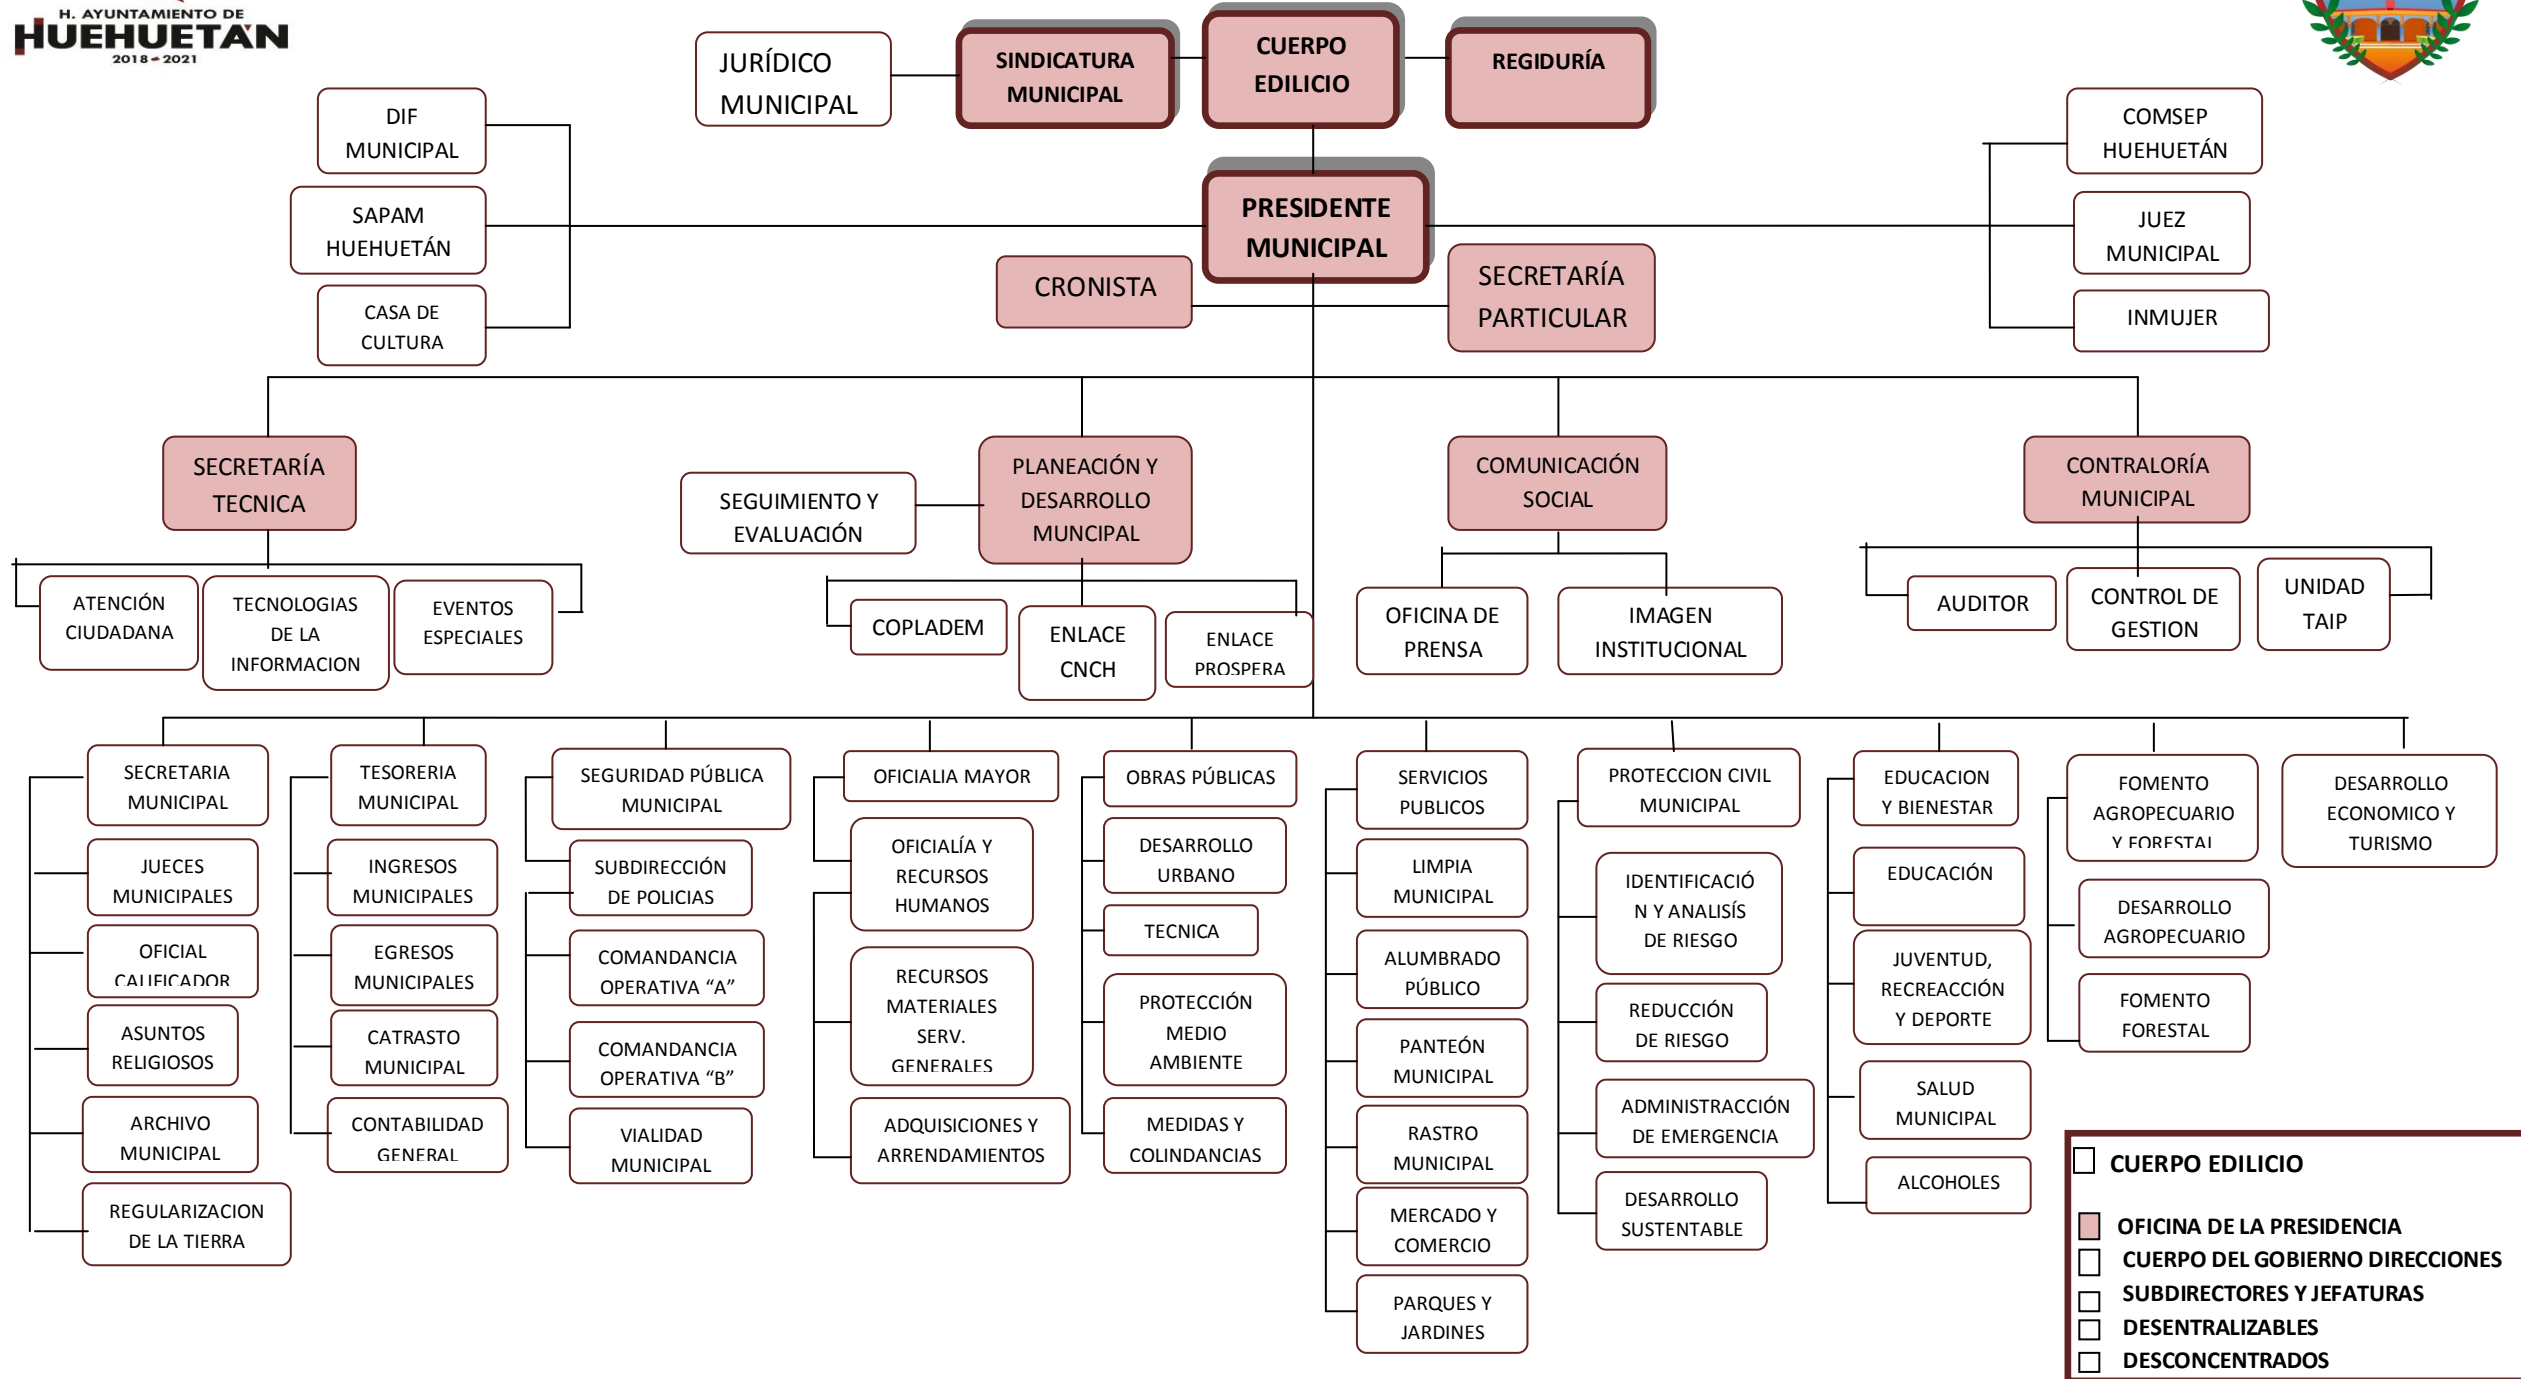 H. AYUNTAMIENTO DE
HUEHUETÁN
2018-2021
JURÍDICO
MUNICIPAL
SINDICATURA
MUNICIPAL
CUERPO
EDILICIO
REGIDURÍA
DIF
MUNICIPAL
SAPAM
HUEHUETÁN
CASA DE
CULTURA
PRESIDENTE
MUNICIPAL
COMSEP
HUEHUETÁN
JUEZ
MUNICIPAL
INMUJER
CRONISTA
SECRETARÍA
PARTICULAR
SECRETARÍA
TECNICA
SEGUIMIENTO Y
EVALUACIÓN
PLANEACIÓN Y
DESARROLLO
MUNCIPAL
COMUNICACIÓN
SOCIAL
CONTRALORÍA
MUNICIPAL
ATENCIÓN
CIUDADANA
TECNOLOGIAS
DE LA
INFORMACION
EVENTOS
ESPECIALES
COPLADEM
ENLACE
CNCH
ENLACE
PROSPERA
OFICINA DE
PRENSA
IMAGEN
INSTITUCIONAL
AUDITOR
CONTROL DE
GESTION
UNIDAD
TAIP
SECRETARIA
MUNICIPAL
JUECES
MUNICIPALES
OFICIAL
CALIFICADOR
ASUNTOS
RELIGIOSOS
ARCHIVO
MUNICIPAL
REGULARIZACION
DE LA TIERRA
TESORERIA
MUNICIPAL
INGRESOS
MUNICIPALES
EGRESOS
MUNICIPALES
CATRASTO
MUNICIPAL
CONTABILIDAD
GENERAL
SEGURIDAD PÚBLICA
MUNICIPAL
SUBDIRECCIÓN
DE POLICIAS
COMANDANCIA
OPERATIVA “A”
COMANDANCIA
OPERATIVA “B”
VIALIDAD
MUNICIPAL
OFICIALIA MAYOR
OFICIALÍA Y
RECURSOS
HUMANOS
RECURSOS
MATERIALES
SERV.
GENERALES
ADQUISICIONES Y
ARRENDAMIENTOS
OBRAS PÚBLICAS
DESARROLLO
URBANO
TECNICA
PROTECCIÓN
MEDIO
AMBIENTE
MEDIDAS Y
COLINDANCIAS
SERVICIOS
PUBLICOS
LIMPIA
MUNICIPAL
ALUMBRADO
PÚBLICO
PANTEÓN
MUNICIPAL
RASTRO
MUNICIPAL
MERCADO Y
COMERCIO
PARQUES Y
JARDINES
PROTECCION CIVIL
MUNICIPAL
IDENTIFICACIÓ
N Y ANALISÍS
DE RIESGO
REDUCCIÓN
DE RIESGO
ADMINISTRACCIÓN
DE EMERGENCIA
DESARROLLO
SUSTENTABLE
EDUCACION
Y BIENESTAR
EDUCACIÓN
JUVENTUD,
RECREACCIÓN
Y DEPORTE
SALUD
MUNICIPAL
ALCOHOLES
FOMENTO
AGROPECUARIO
Y FORESTAL
DESARROLLO
AGROPECUARIO
FOMENTO
FORESTAL
DESARROLLO
ECONOMICO Y
TURISMO
CUERPO EDILICIO
OFICINA DE LA PRESIDENCIA
CUERPO DEL GOBIERNO DIRECCIONES
SUBDIRECTORES Y JEFATURAS
DESENTRALIZABLES
DESCONCENTRADOS